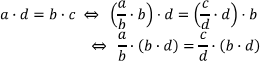 a · d = b · c ⇔ (a/b · b) · d = (c/d · d) · b
⇔ a/b · (b · d) = c/d · (b · d)